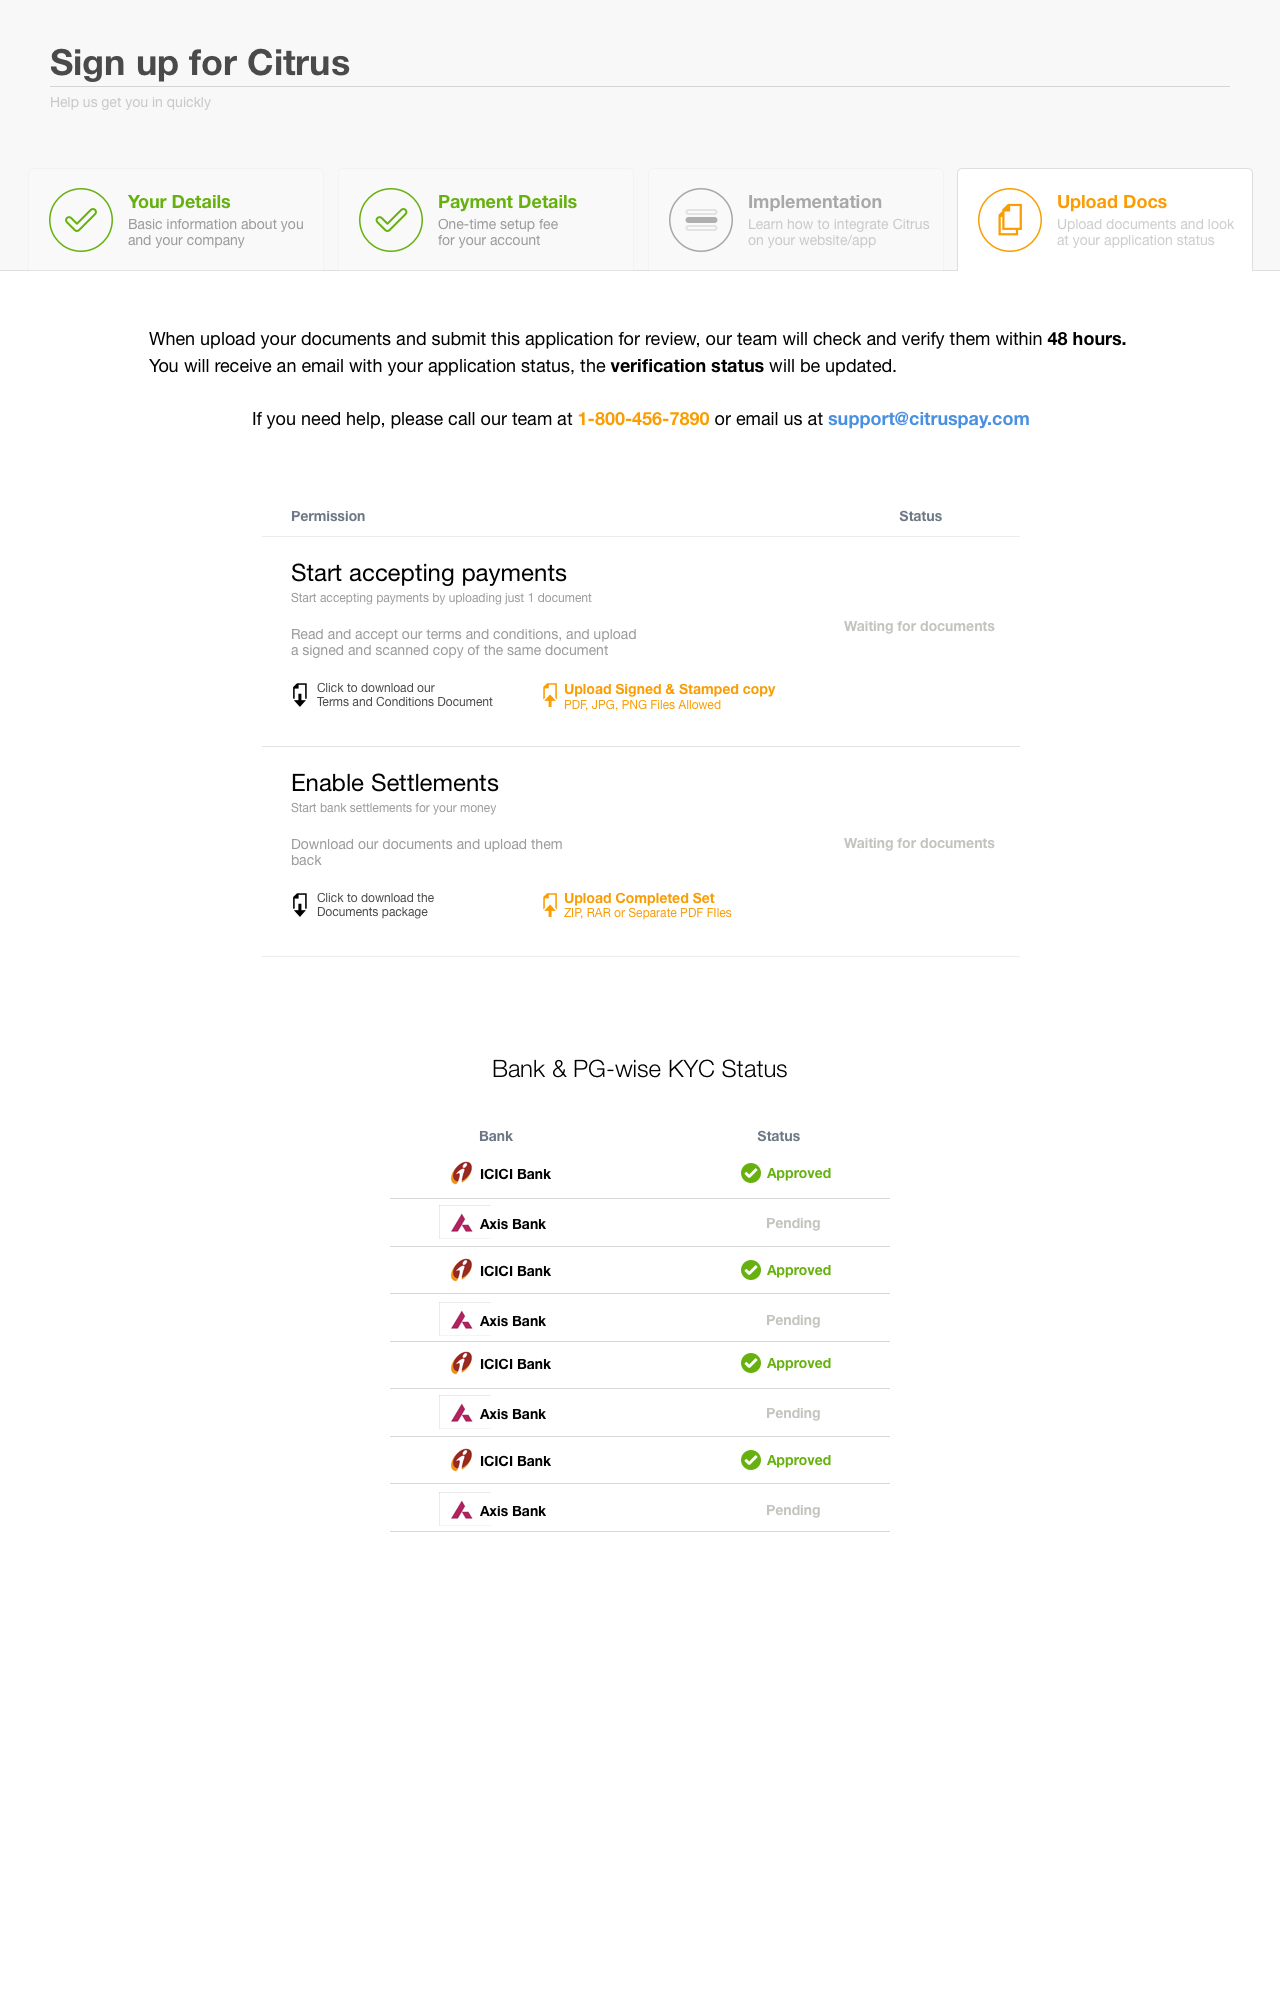 Sign up for Citrus
Help us get you in quickly
Your Details
Basic information about you
and your company
Payment Details
One-time setup fee
for your account
Implementation
Learn how to integrate Citrus
on your website/app
Upload Docs
Upload documents and look
at your application status
When upload your documents and submit this application for review, our team will check and verify them within 48 hours.
You will receive an email with your application status, the verification status will be updated.
If you need help, please call our team at 1-800-456-7890 or email us at support@citruspay.com
Permission Status
Start accepting payments
Start accepting payments by uploading just 1 document
Waiting for documents
Read and accept our terms and conditions, and upload
a signed and scanned copy of the same document
Click to download our
Terms and Conditions Document
Upload Signed & Stamped copy
PDF, JPG, PNG Files Allowed
Enable Settlements
Start bank settlements for your money
Waiting for documents
Download our documents and upload them
back
Click to download the
Documents package
Upload Completed Set
ZIP, RAR or Separate PDF FIles
Bank & PG-wise KYC Status
Bank Status
ICICI Bank Approved
Axis Bank Pending
ICICI Bank Approved
Axis Bank Pending
ICICI Bank Approved
Axis Bank Pending
ICICI Bank Approved
Axis Bank Pending